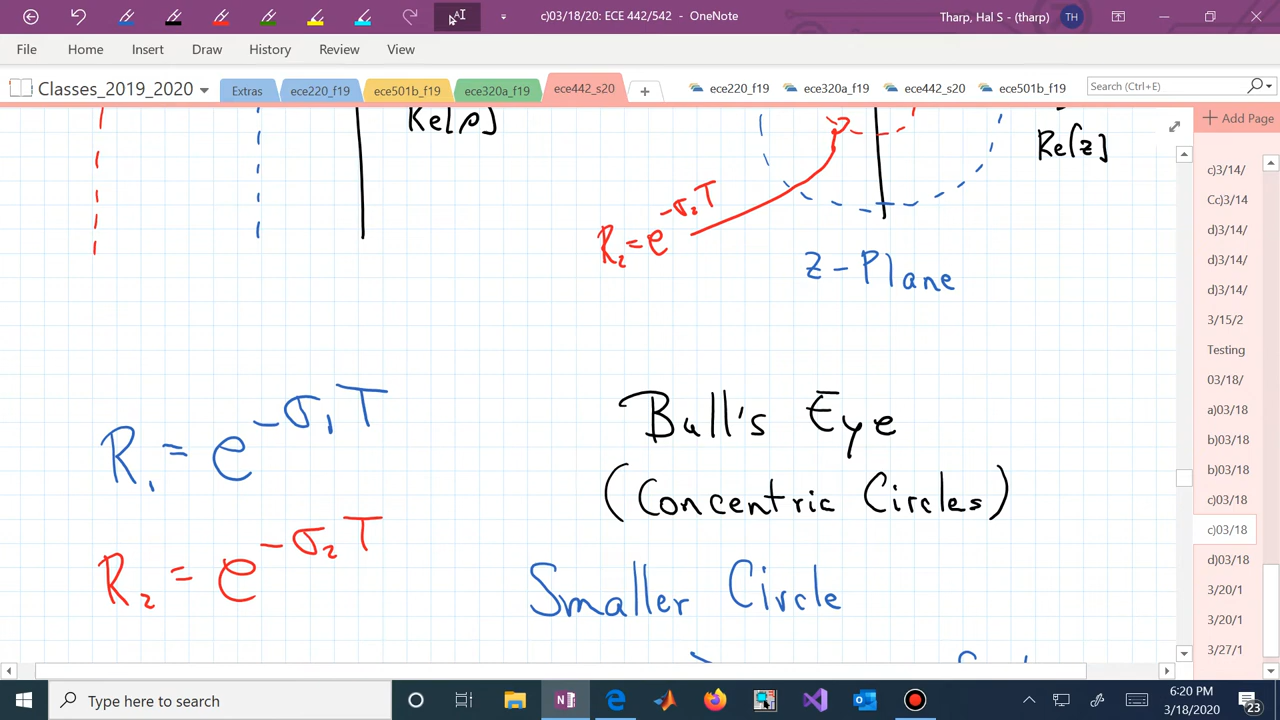 c)03/18/20: ECE 442/542 - OneNote
Tharp, Hal S - (tharp)
TH
File Home Insert Draw History Review View
Classes_2019_2020
Extras
ece220_f19
ece501b_f19
ece320a_f19
ece442_s20
ece220_f19
ece320a_f19
ece442_s20
ece501b_f19
Search (Ctrl+E)
Add Page
c)3/14/
Cc)3/14
d)3/14/
d)3/14/
d)3/14/
3/15/2
Testing
03/18/
a)03/18
b)03/18
b)03/18
c)03/18
c)03/18
d)03/18
3/20/1
3/20/1
3/27/1
Re[z]
R₂ = e^-σ₂T
Z-Plane
R₁ = e^-σ₁T
R₂ = e^-σ₂T
Bull's Eye
(Concentric Circles)
Smaller Circle
Type here to search
6:20 PM
3/18/2020
23